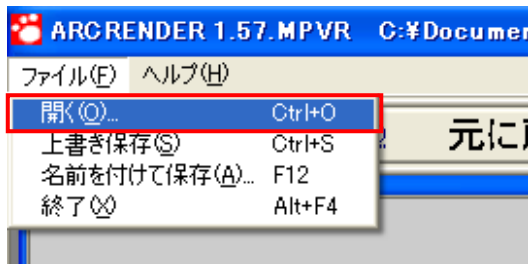 ARCRENDER 1.57.MPVR C:¥Documen
ファイル(F) ヘルプ(H)
開く(O)... Ctrl+O
上書き保存(S) Ctrl+S
元に
名前を付けて保存(A)... F12
終了(X) Alt+F4